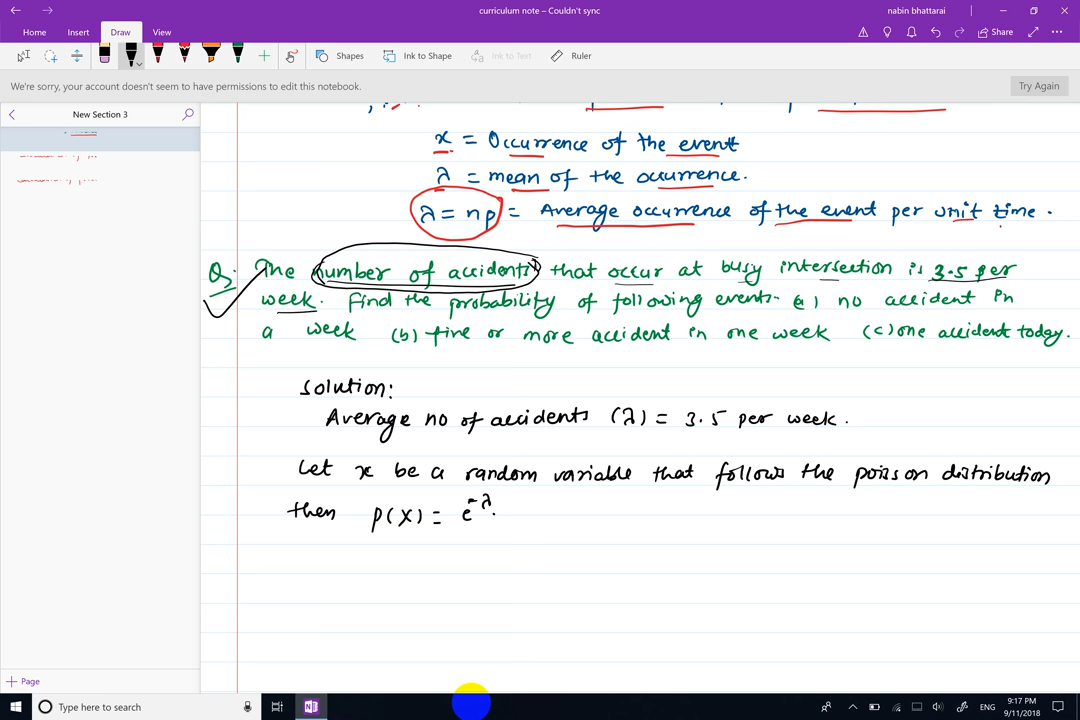 curriculum note – Couldn't sync
nabin bhattarai
Home Insert Draw View
Shapes Ink to Shape Ink to Text Ruler
Share
We're sorry, your account doesn't seem to have permissions to edit this notebook.
Try Again
New Section 3
x = Occurrence of the event
λ = mean of the ocurrence.
λ = np = Average occurrence of the event per unit time.
Q: The number of accidents that occur at busy intersection is 3.5 per
week. Find the probability of following events. (a) no accident in
a week (b) five or more accident in one week (c) one accident today.
Solution:
Average no of accidents (λ) = 3.5 per week.
Let x be a random variable that follows the poisson distribution
then p(X) = e^-λ.
+ Page
Type here to search
ENG
9:17 PM
9/11/2018